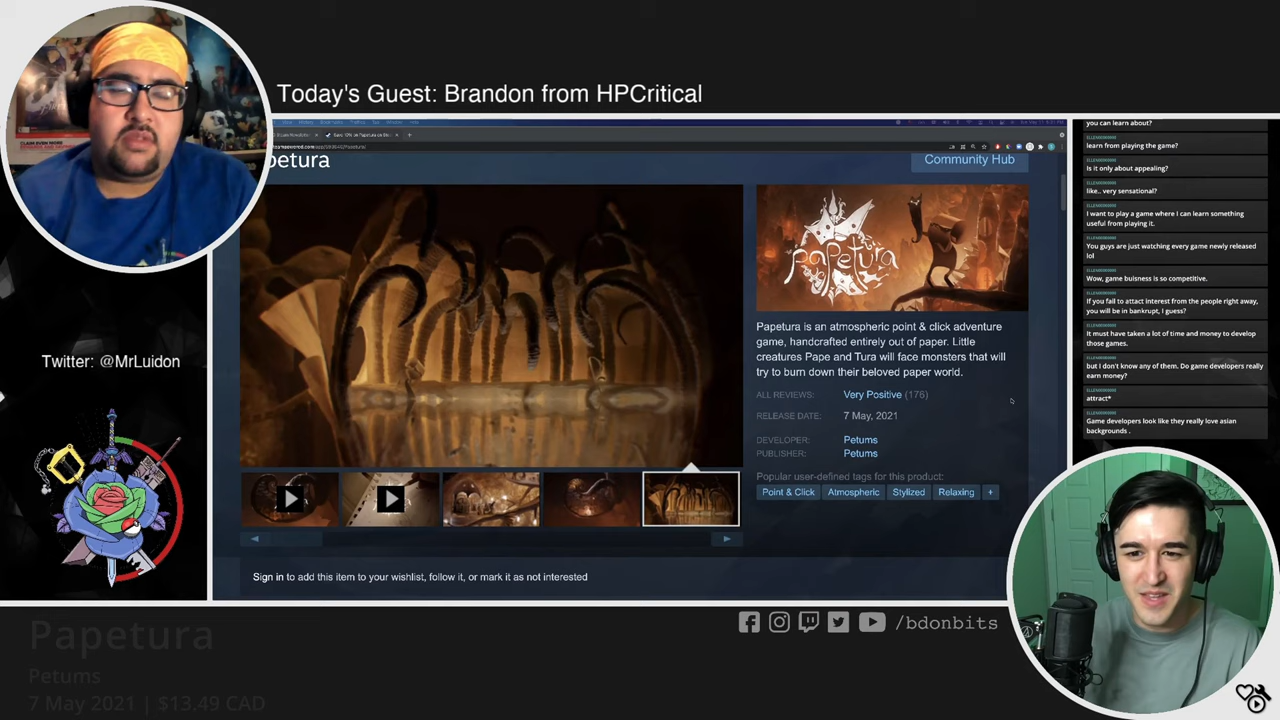 Today's Guest: Brandon from HPCritical
petura
Community Hub
papetura
Papetura is an atmospheric point & click adventure
game, handcrafted entirely out of paper. Little
creatures Pape and Tura will face monsters that will
try to burn down their beloved paper world.
ALL REVIEWS: Very Positive (176)
RELEASE DATE: 7 May, 2021
DEVELOPER: Petums
PUBLISHER: Petums
Popular user-defined tags for this product:
Point & Click Atmospheric Stylized Relaxing +
Sign in to add this item to your wishlist, follow it, or mark it as not interested
Twitter: @MrLuidon
you can learn about?
learn from playing the game?
Is it only about appealing?
like.. very sensational?
I want to play a game where I can learn something
useful from playing it.
You guys are just watching every game newly released
lol
Wow, game buisness is so competitive.
If you fail to attact interest from the people right away,
you will be in bankrupt, I guess?
It must have taken a lot of time and money to develop
those games.
but I don't know any of them. Do game developers really
earn money?
attract*
Game developers look like they really love asian
backgrounds .
/bdonbits
Papetura
Petums
7 May 2021 | $13.49 CAD